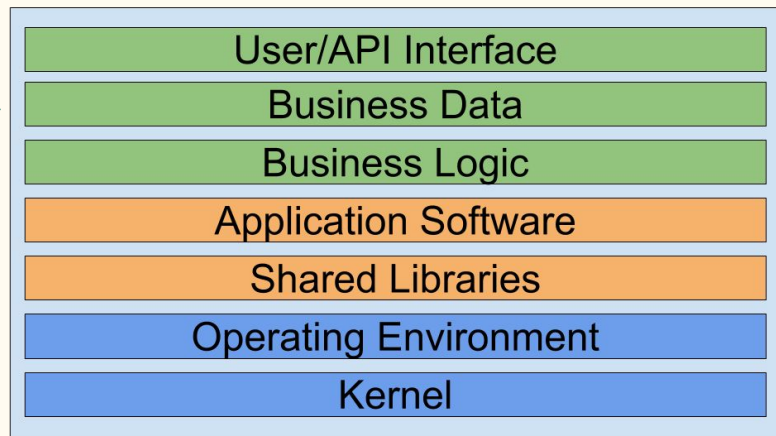 User/API Interface
Business Data
Business Logic
Application Software
Shared Libraries
Operating Environment
Kernel